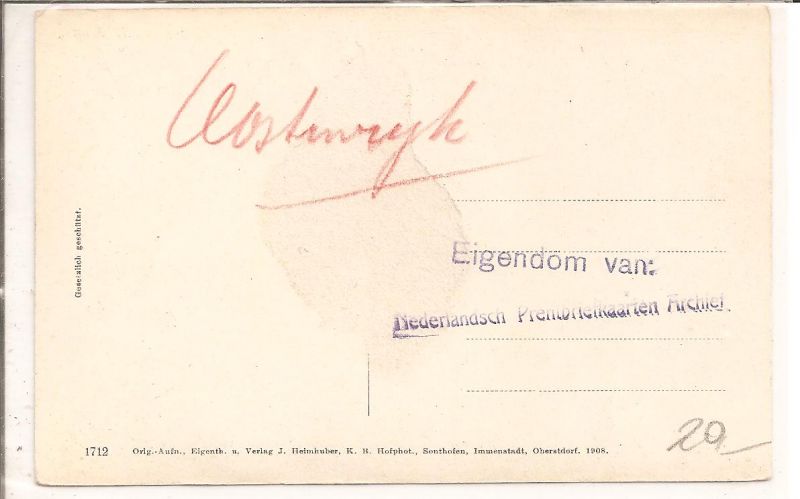 Oostenryk
Gesetzlich geschützt.
Eigendom van:
Nederlandsch Prentbriefkaarten Archief.
1712 Orig.-Aufn., Eigenth. u. Verlag J. Heimhuber, K. B. Hofphot., Sonthofen, Immenstadt, Oberstdorf. 1908.
29